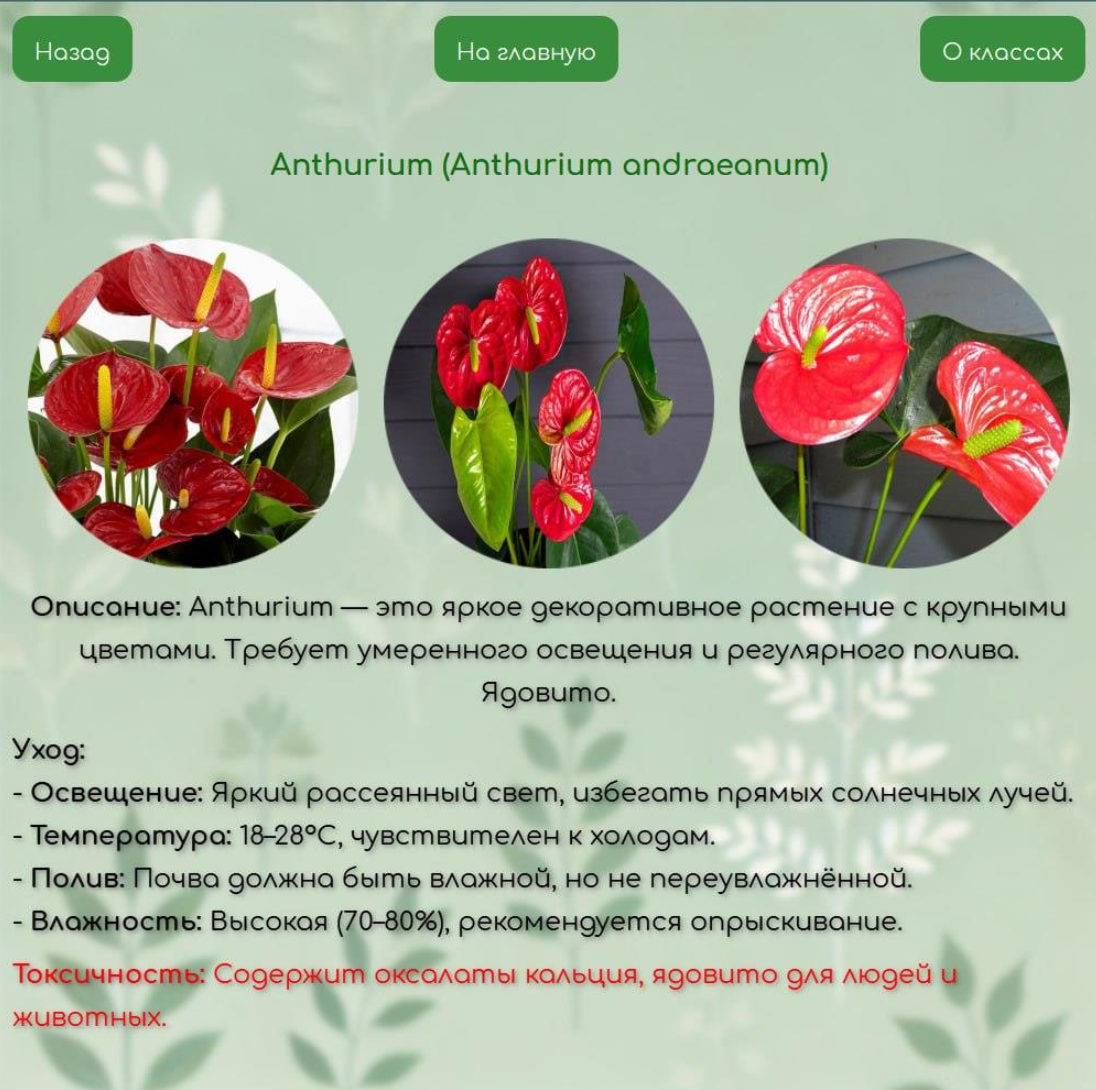 Назад
На главную
О классах
Anthurium (Anthurium andraeanum)
Описание: Anthurium — это яркое декоративное растение с крупными
цветами. Требует умеренного освещения и регулярного полива.
Ядовито.
Уход:
- Освещение: Яркий рассеянный свет, избегать прямых солнечных лучей.
- Температура: 18–28°C, чувствителен к холодам.
- Полив: Почва должна быть влажной, но не переувлажнённой.
- Влажность: Высокая (70–80%), рекомендуется опрыскивание.
Токсичность: Содержит оксалаты кальция, ядовито для людей и
животных.